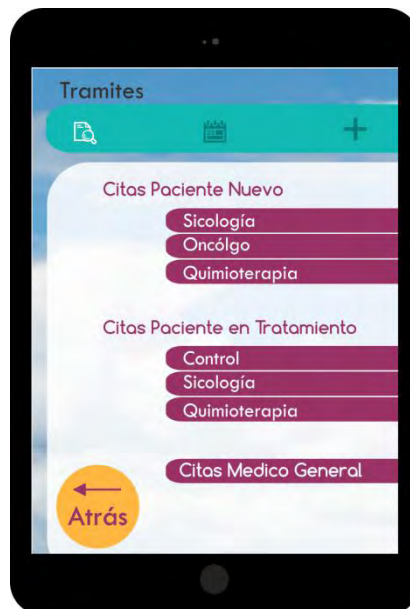 Tramites
Citas Paciente Nuevo
Sicología
Oncólgo
Quimioterapia
Citas Paciente en Tratamiento
Control
Sicología
Quimioterapia
Citas Medico General
Atrás